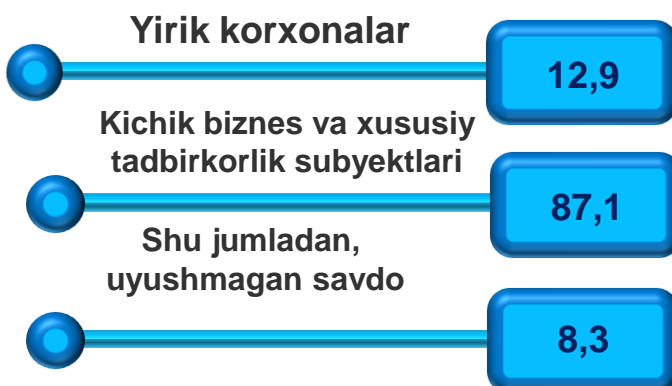 Yirik korxonalar
12,9
Kichik biznes va xususiy
tadbirkorlik subyektlari
87,1
Shu jumladan,
uyushmagan savdo
8,3